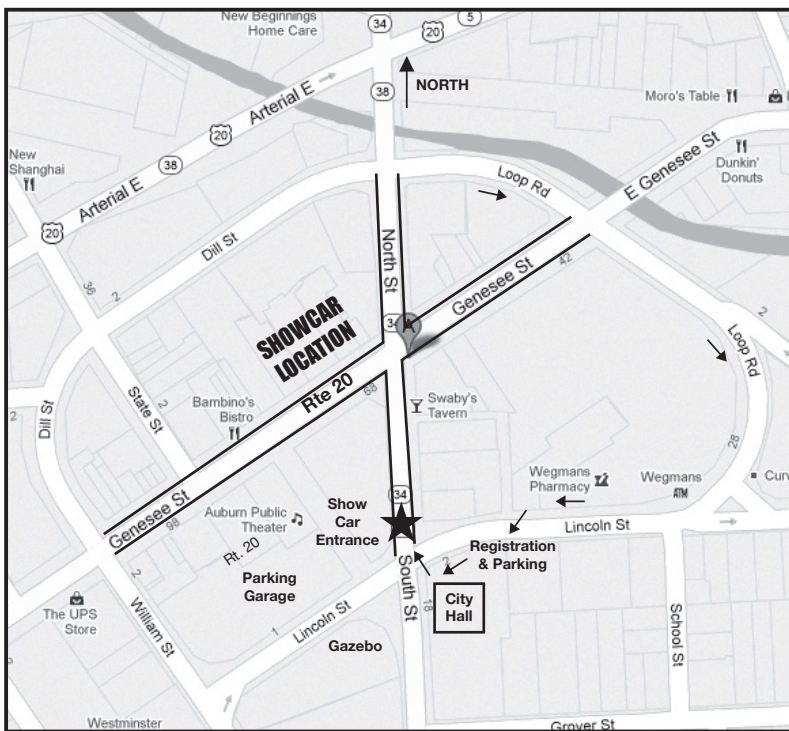 New Beginnings
Home Care
34
5
20
38
NORTH
Arterial E
20
38
Moro's Table
E Genesee St
Dunkin'
Donuts
New
Shanghai
Arterial E
20
Loop Rd
Dill St
North St
36
2
Genesee St
42
SHOWCAR
LOCATION
34
A
2
Loop Rd
Rte 20
68
2
Dill St
State St
2
Bambino's
Bistro
Swaby's
Tavern
28
Genesee St
98
Auburn Public
Theater
Rt. 20
Show
Car
Entrance
34
Wegmans
Pharmacy
Wegmans
ATM
Curv
Lincoln St
Registration
& Parking
2
Parking
Garage
South St
18
City
Hall
The UPS
Store
2
William St
1
Lincoln St
Gazebo
School St
Westminster
Grover St